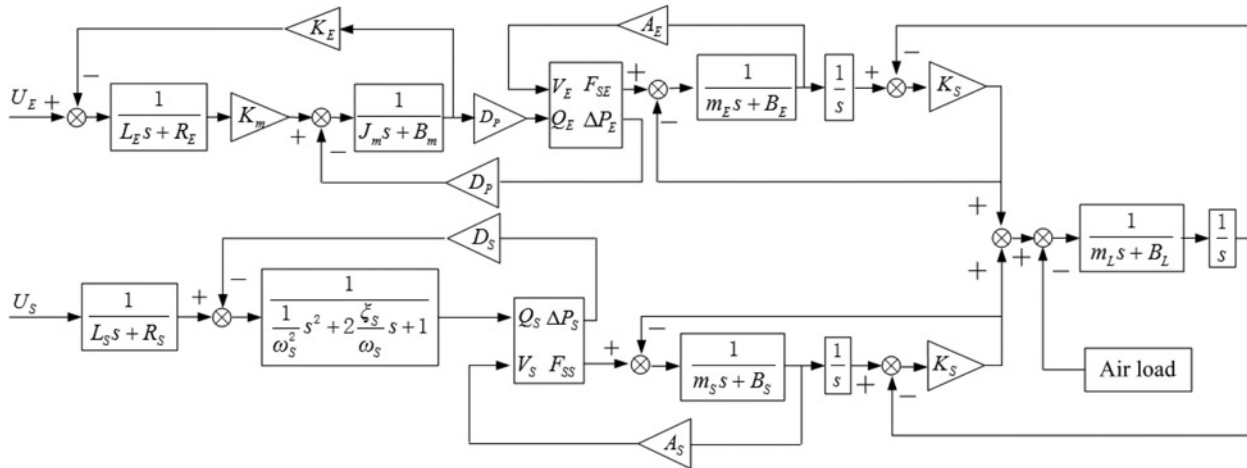 K_E
A_E
−
−
U_E + 1/(L_E s + R_E) K_m + 1/(J_m s + B_m) D_P V_E F_SE + 1/(m_E s + B_E) 1/s + K_S
Q_E ΔP_E
−
−
D_P
+
D_S
+ 1/(m_L s + B_L) 1/s
−
+
−
U_S 1/(L_S s + R_S) + 1/((1/ω_S^2) s^2 + 2 (ξ_S/ω_S) s + 1) Q_S ΔP_S
−
V_S F_SS + 1/(m_S s + B_S) 1/s + K_S
−
Air load
A_S